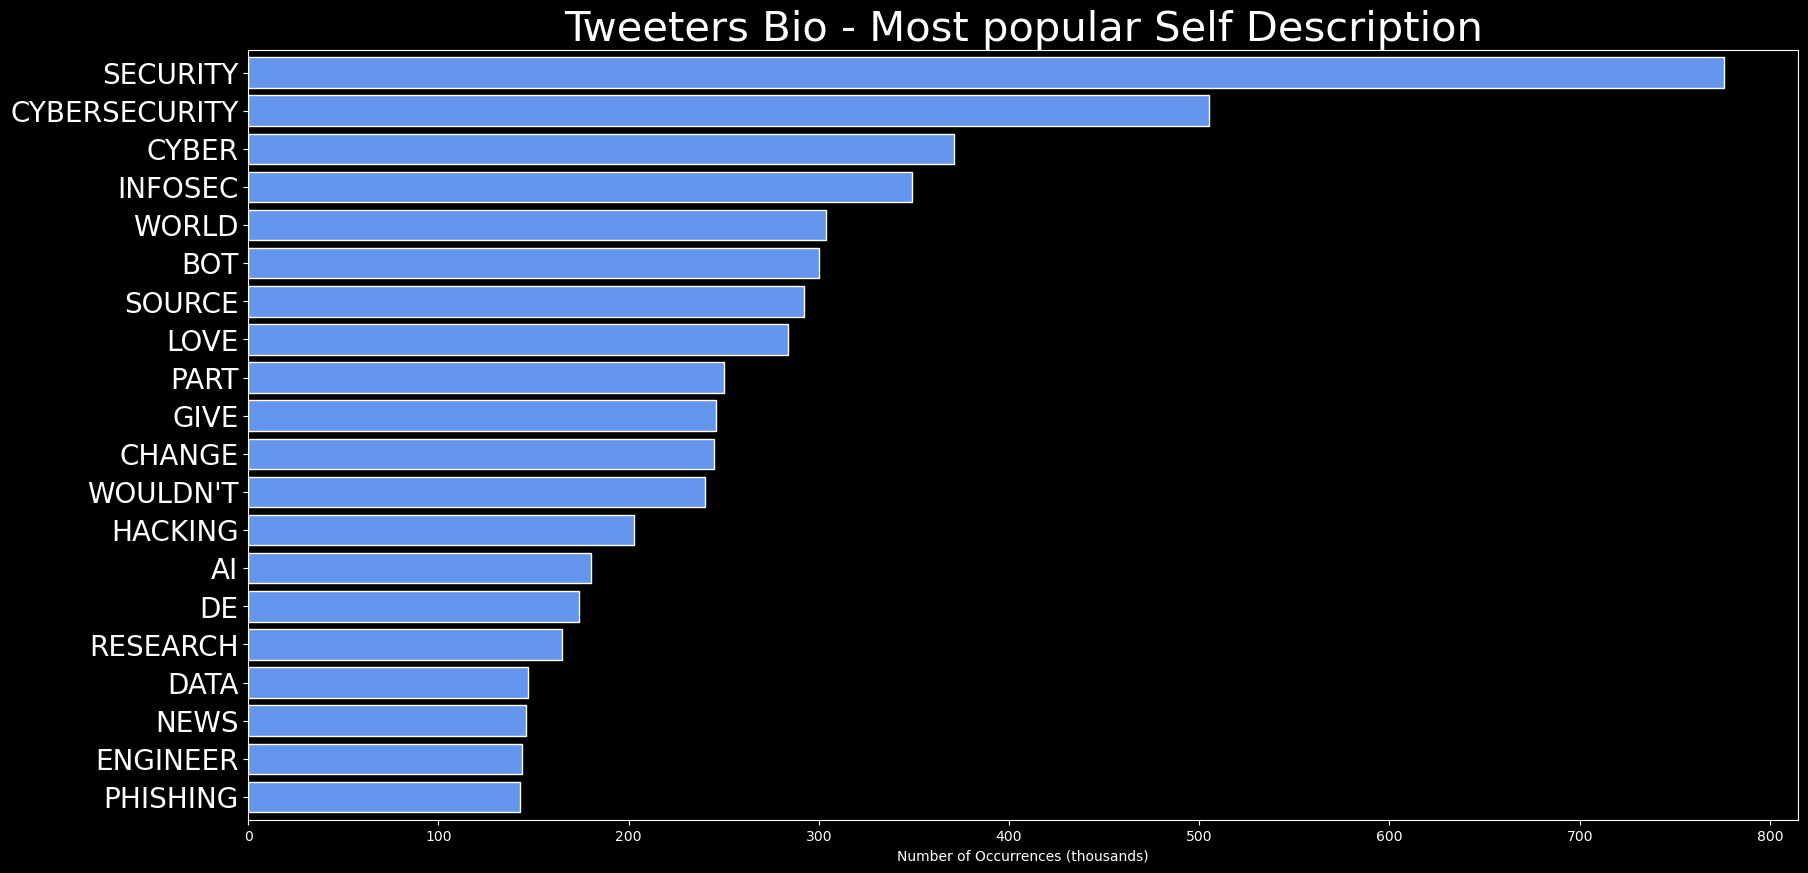 Tweeters Bio - Most popular Self Description
SECURITY
CYBERSECURITY
CYBER
INFOSEC
WORLD
BOT
SOURCE
LOVE
PART
GIVE
CHANGE
WOULDN'T
HACKING
AI
DE
RESEARCH
DATA
NEWS
ENGINEER
PHISHING
0 100 200 300 400 500 600 700 800
Number of Occurrences (thousands)